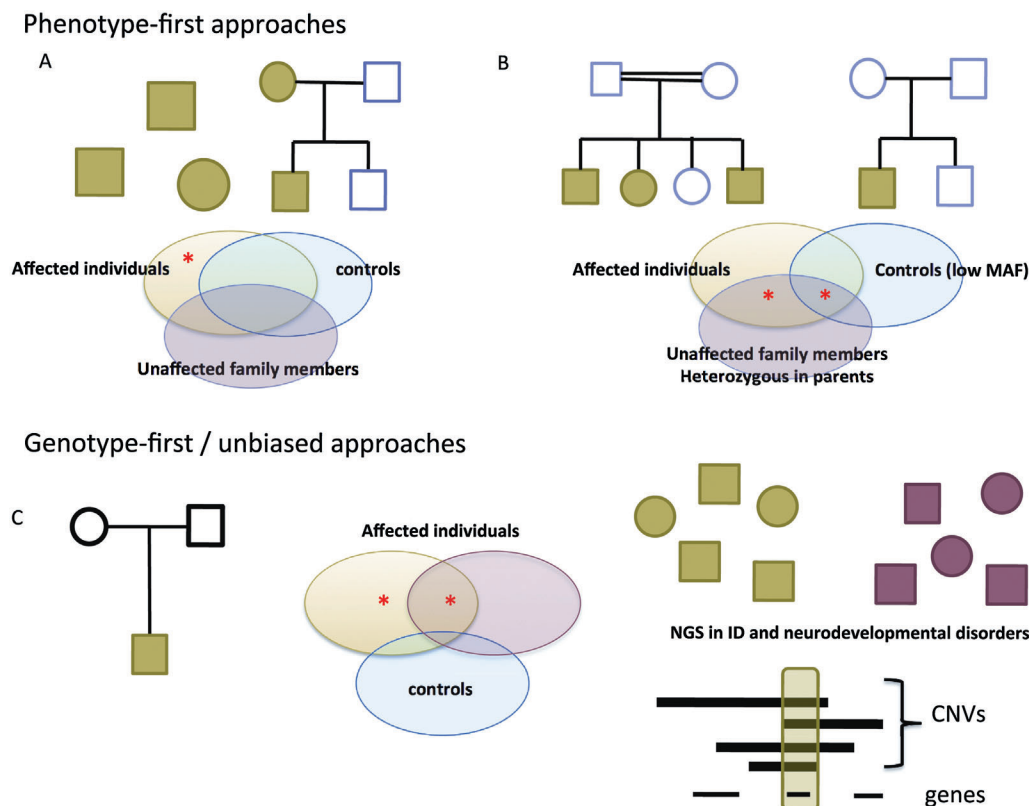 Phenotype-first approaches
A
B
Affected individuals
*
controls
Unaffected family members
Affected individuals
Controls (low MAF)
*
*
Unaffected family members
Heterozygous in parents
Genotype-first / unbiased approaches
C
Affected individuals
*
*
controls
NGS in ID and neurodevelopmental disorders
CNVs
genes